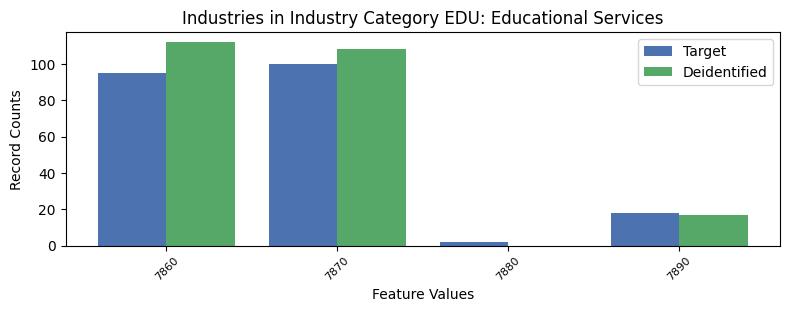 Industries in Industry Category EDU: Educational Services
Target
Deidentified
Record Counts
100
80
60
40
20
0
7860
7870
7880
7890
Feature Values